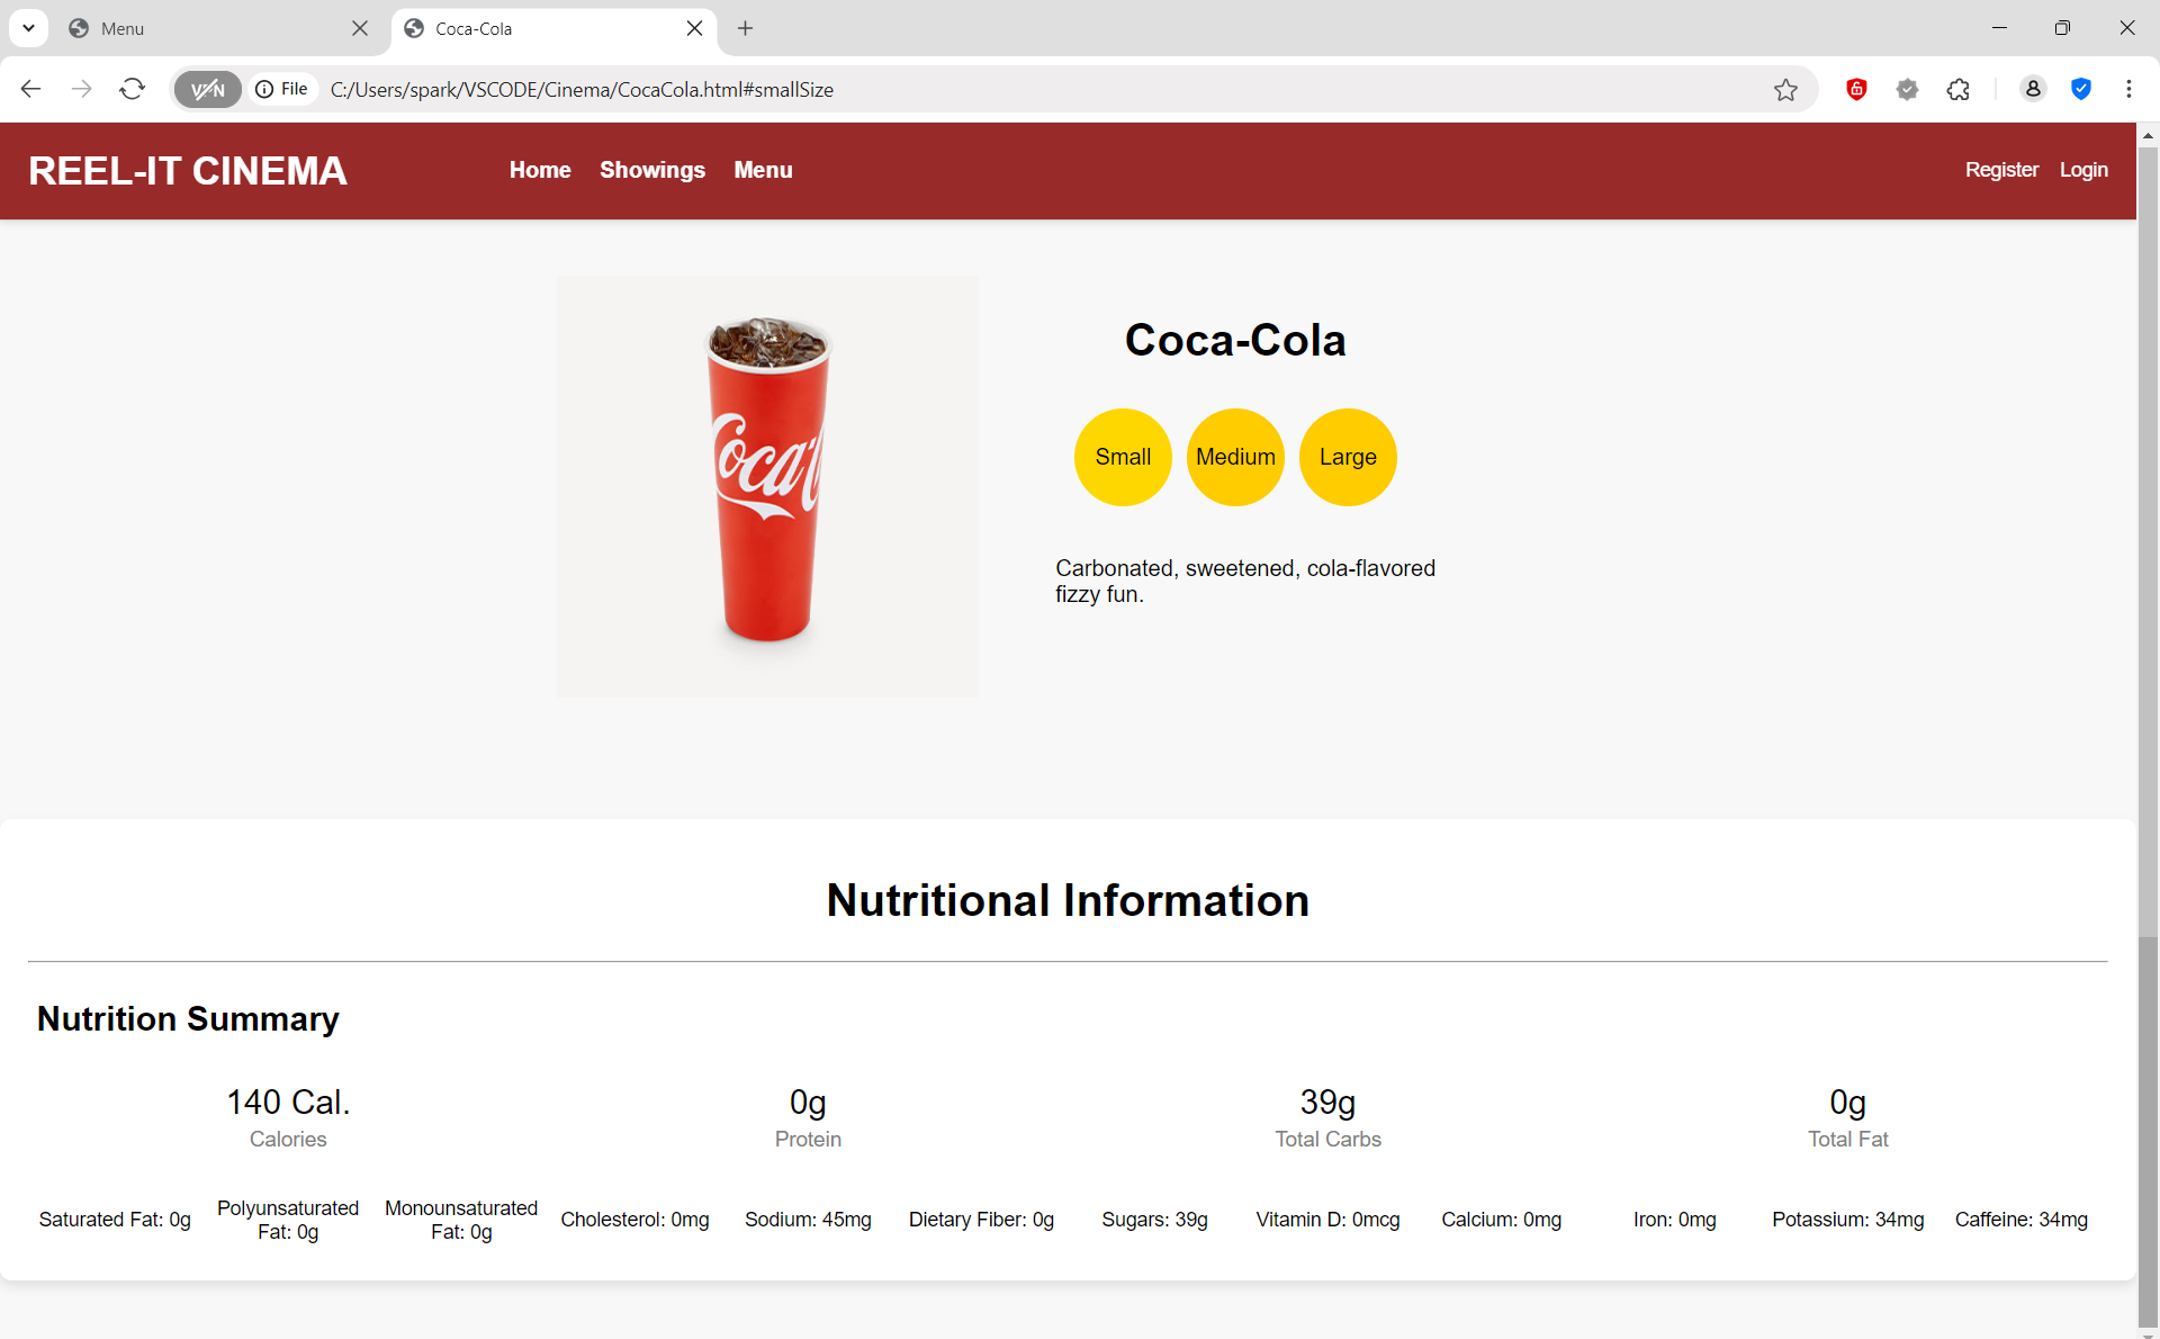 Menu
Coca-Cola
VPN
File
C:/Users/spark/VSCODE/Cinema/CocaCola.html#smallSize
REEL-IT CINEMA
Home
Showings
Menu
Register
Login
Coca-Cola
Small
Medium
Large
Carbonated, sweetened, cola-flavored
fizzy fun.
Nutritional Information
Nutrition Summary
140 Cal.
Calories
0g
Protein
39g
Total Carbs
0g
Total Fat
Saturated Fat: 0g
Polyunsaturated
Fat: 0g
Monounsaturated
Fat: 0g
Cholesterol: 0mg
Sodium: 45mg
Dietary Fiber: 0g
Sugars: 39g
Vitamin D: 0mcg
Calcium: 0mg
Iron: 0mg
Potassium: 34mg
Caffeine: 34mg